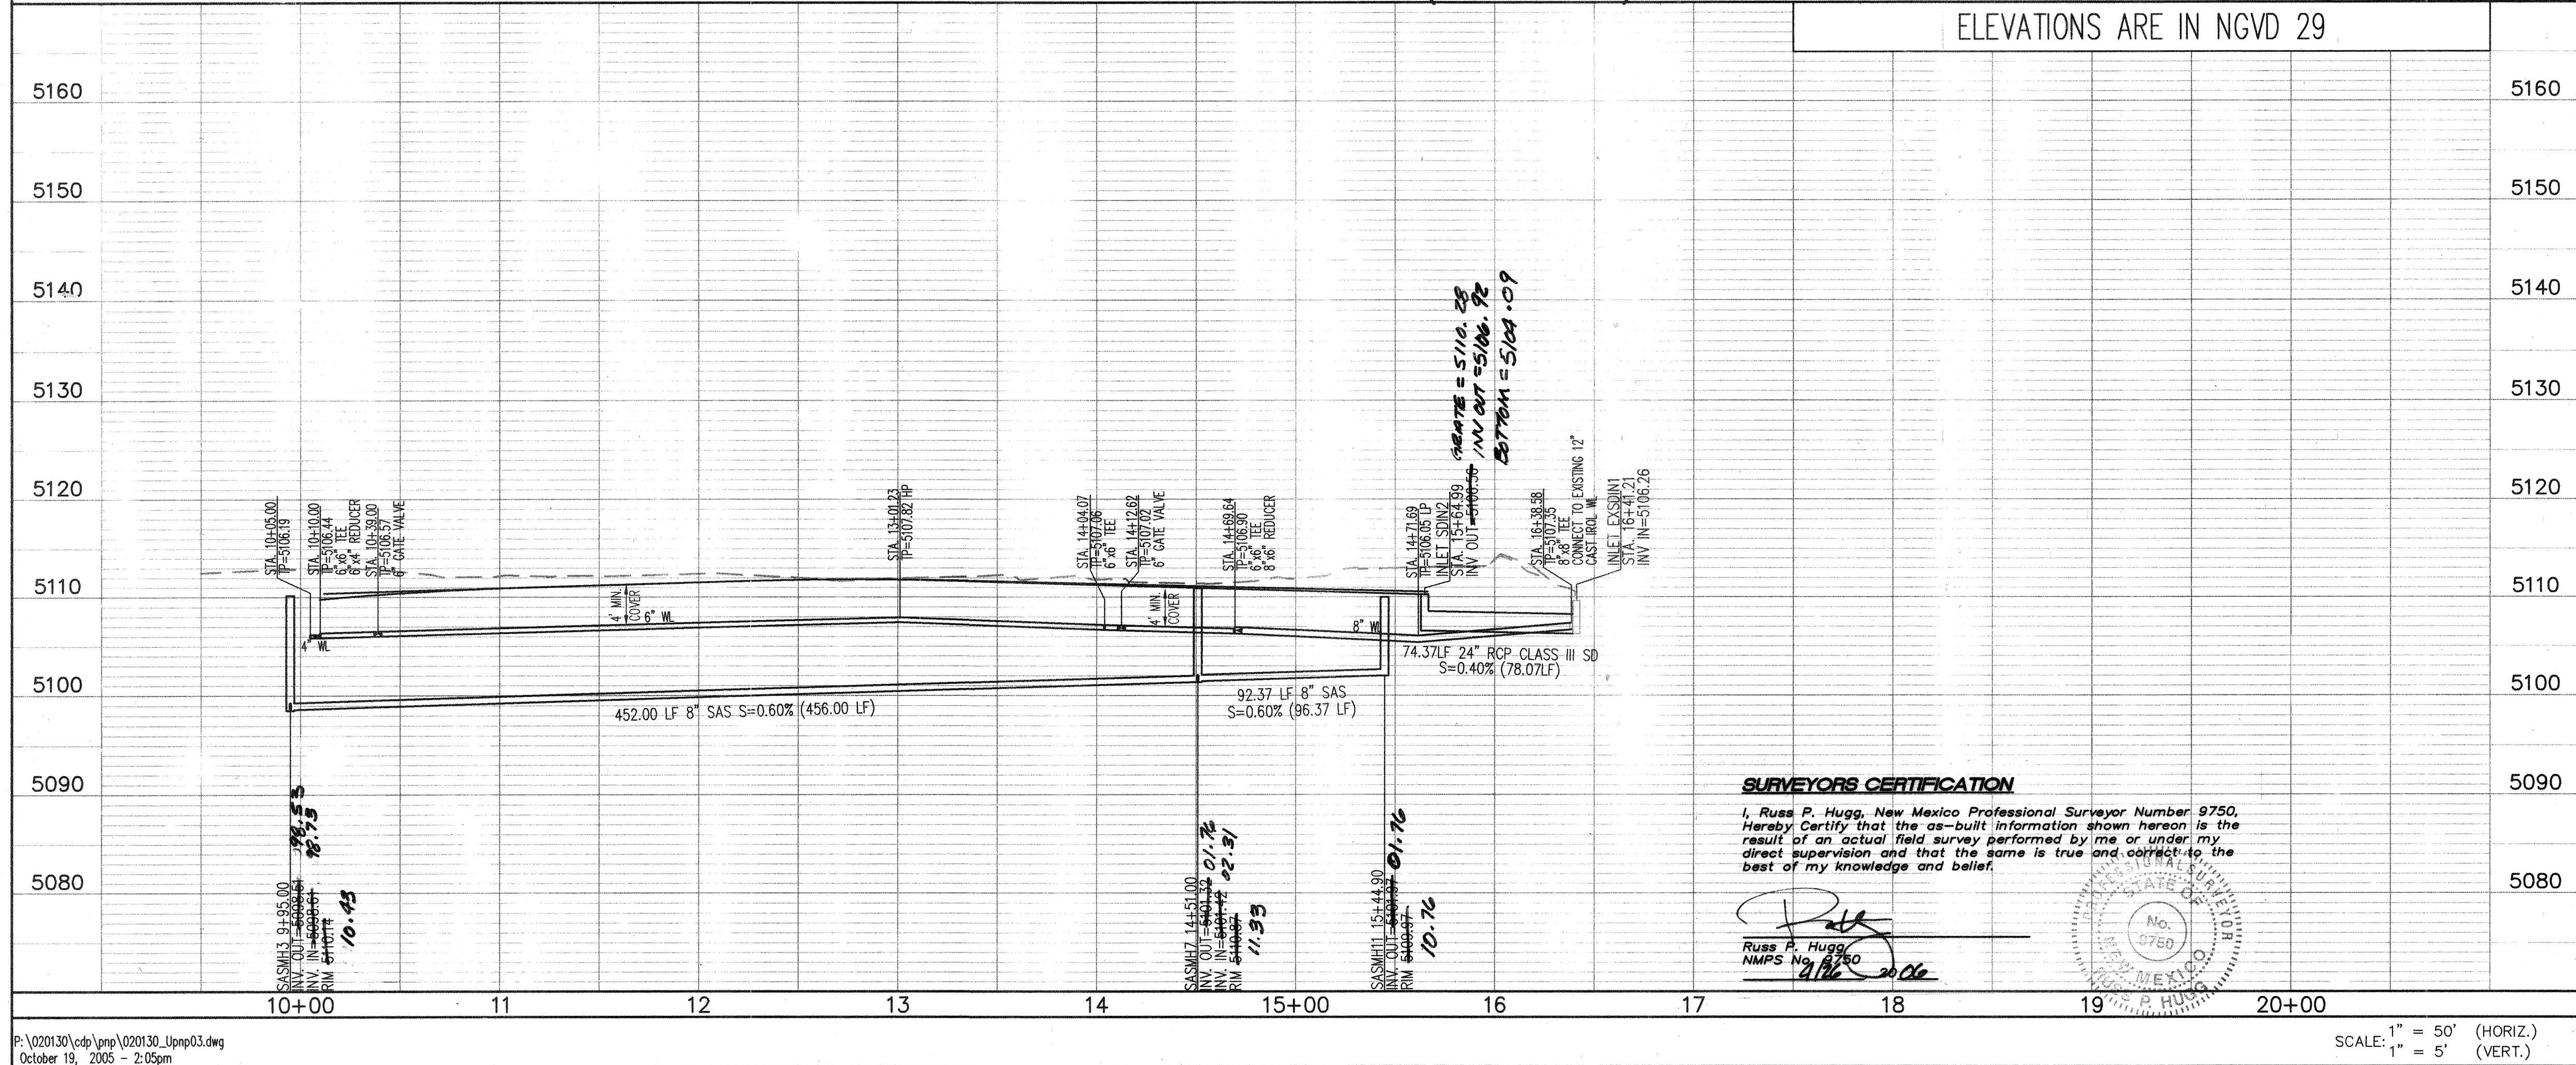 ELEVATIONS ARE IN NGVD 29
5160
5160
5150
5150
5140
5140
5130
5130
5120
5120
5110
5110
5100
5100
5090
5090
5080
5080
STA. 10+05.00
TP=5106.19
STA. 10+10.00
TP=5106.44
6"x6" TEE
6"x4" REDUCER
STA. 10+39.00
TP=5106.57
6" GATE VALVE
STA. 13+01.23
TP=5107.82 HP
STA. 14+04.07
TP=5107.06
6"x6" TEE
STA. 14+12.62
TP=5107.02
6" GATE VALVE
STA. 14+69.64
TP=5106.90
6"x6" TEE
8"x6" REDUCER
STA. 14+71.69
TP=5106.05 LP
INLET SDIN2
STA. 15+64.99
INV OUT=5106.56
GRATE = 5110.28
INV OUT = 5106.92
BOTTOM = 5104.09
STA. 16+38.58
TP=5107.35
8"x8" TEE
CONNECT TO EXISTING 12"
CAST IROL WL
INLET EXSDIN1
STA. 16+41.21
INV IN=5106.26
4" WL
4' MIN.
COVER
6" WL
4' MIN.
COVER
8" WL
74.37LF 24" RCP CLASS III SD
S=0.40% (78.07LF)
452.00 LF 8" SAS S=0.60% (456.00 LF)
92.37 LF 8" SAS
S=0.60% (96.37 LF)
SASMH3 9+95.00
INV. OUT=5098.51 98.53
INV. IN=5098.61 98.73
RIM 5110.14
10.43
SASMH7 14+51.00
INV. OUT=5101.32 01.76
INV. IN=5101.42 02.31
RIM 5110.87
11.33
SASMH11 15+44.90
INV. OUT=5101.97 01.76
RIM 5109.97
10.76
SURVEYORS CERTIFICATION
I, Russ P. Hugg, New Mexico Professional Surveyor Number 9750,
Hereby Certify that the as-built information shown hereon is the
result of an actual field survey performed by me or under my
direct supervision and that the same is true and correct to the
best of my knowledge and belief.
Russ P. Hugg
NMPS No. 9750
9/26 2006
PROFESSIONAL SURVEYOR
STATE OF
No.
9750
NEW MEXICO
RUSS P. HUGG
10+00
11
12
13
14
15+00
16
17
18
19
20+00
P:\020130\cdp\pnp\020130_Upnp03.dwg
October 19, 2005 - 2:05pm
SCALE: 1" = 50' (HORIZ.)
1" = 5' (VERT.)